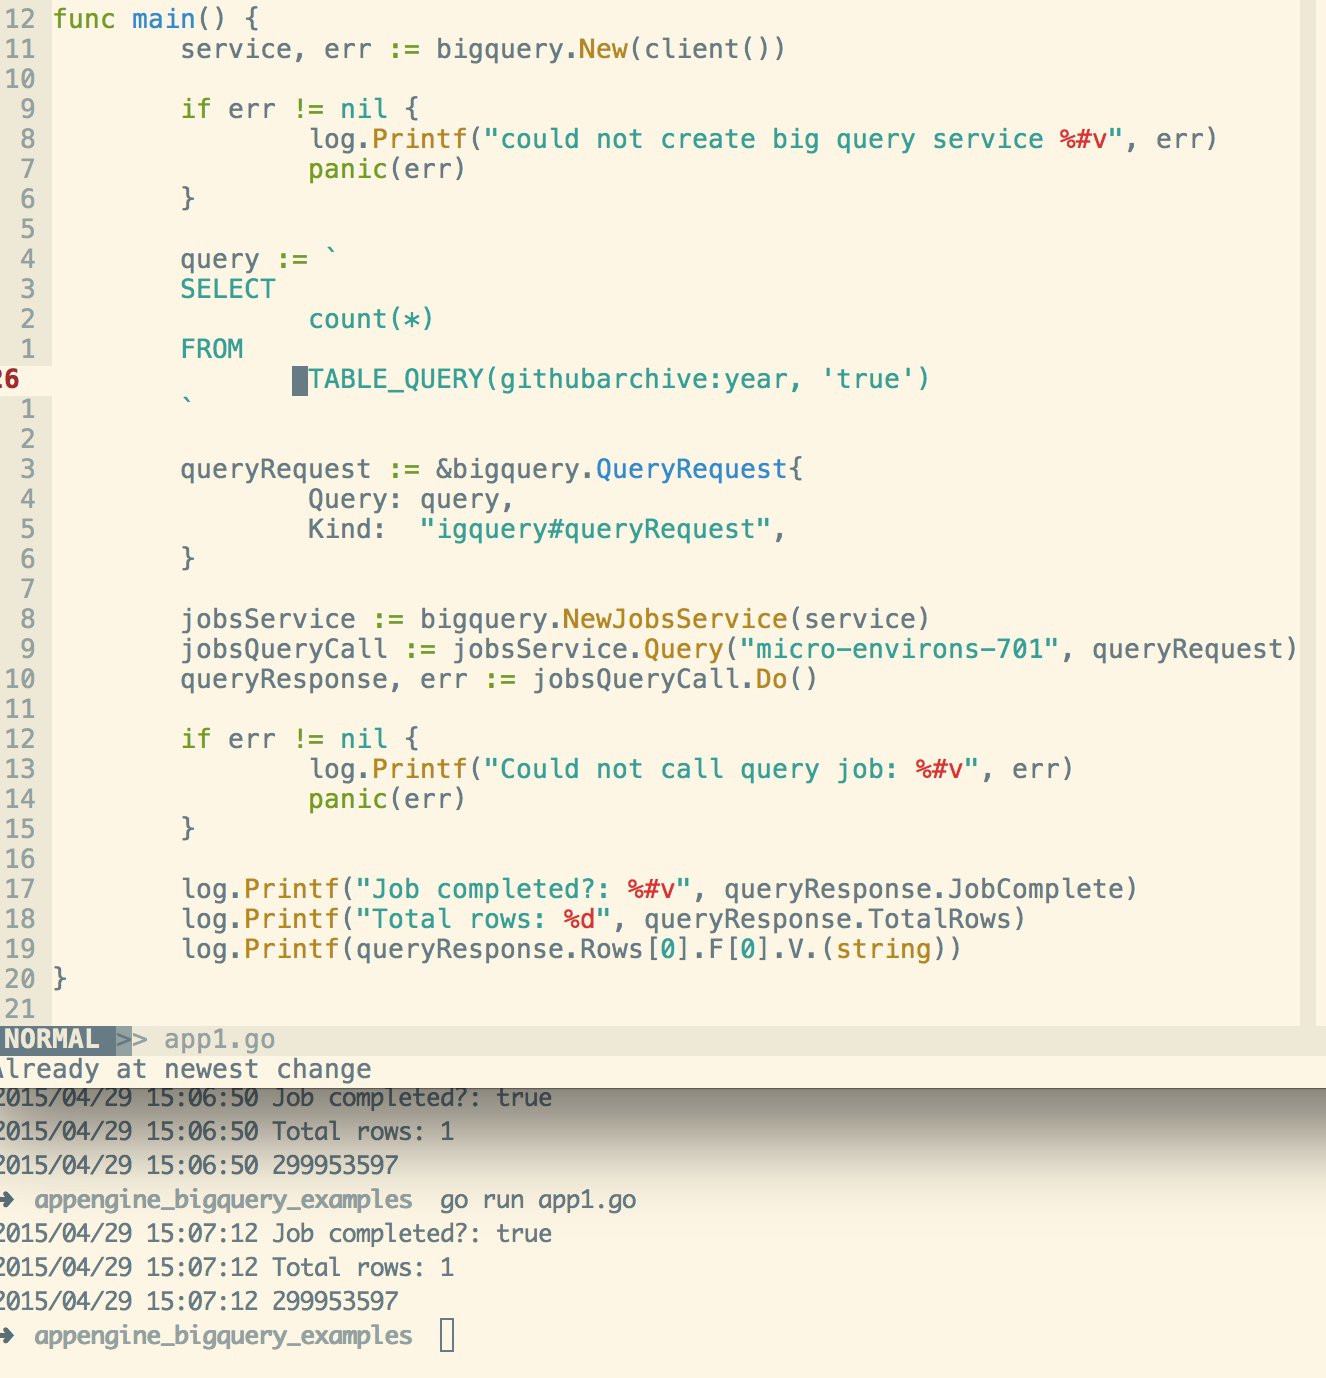 12 func main() {
11 service, err := bigquery.New(client())
10
9 if err != nil {
8 log.Printf("could not create big query service %#v", err)
7 panic(err)
6 }
5
4 query := `
3 SELECT
2 count(*)
1 FROM
26 TABLE_QUERY(githubarchive:year, 'true')
1 `
2
3 queryRequest := &bigquery.QueryRequest{
4 Query: query,
5 Kind: "igquery#queryRequest",
6 }
7
8 jobsService := bigquery.NewJobsService(service)
9 jobsQueryCall := jobsService.Query("micro-environs-701", queryRequest)
10 queryResponse, err := jobsQueryCall.Do()
11
12 if err != nil {
13 log.Printf("Could not call query job: %#v", err)
14 panic(err)
15 }
16
17 log.Printf("Job completed?: %#v", queryResponse.JobComplete)
18 log.Printf("Total rows: %d", queryResponse.TotalRows)
19 log.Printf(queryResponse.Rows[0].F[0].V.(string))
20 }
21
NORMAL >> app1.go
Already at newest change
2015/04/29 15:06:50 Job completed?: true
2015/04/29 15:06:50 Total rows: 1
2015/04/29 15:06:50 299953597
→ appengine_bigquery_examples go run app1.go
2015/04/29 15:07:12 Job completed?: true
2015/04/29 15:07:12 Total rows: 1
2015/04/29 15:07:12 299953597
→ appengine_bigquery_examples